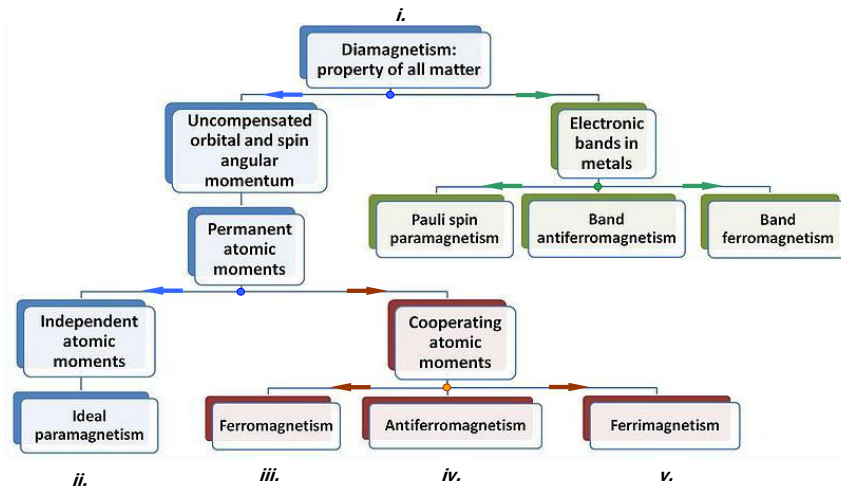 i.
Diamagnetism:
property of all matter
Uncompensated
orbital and spin
angular
momentum
Electronic
bands in
metals
Pauli spin
paramagnetism
Band
antiferromagnetism
Band
ferromagnetism
Permanent
atomic
moments
Independent
atomic
moments
Cooperating
atomic
moments
Ideal
paramagnetism
Ferromagnetism
Antiferromagnetism
Ferrimagnetism
ii.
iii.
iv.
v.